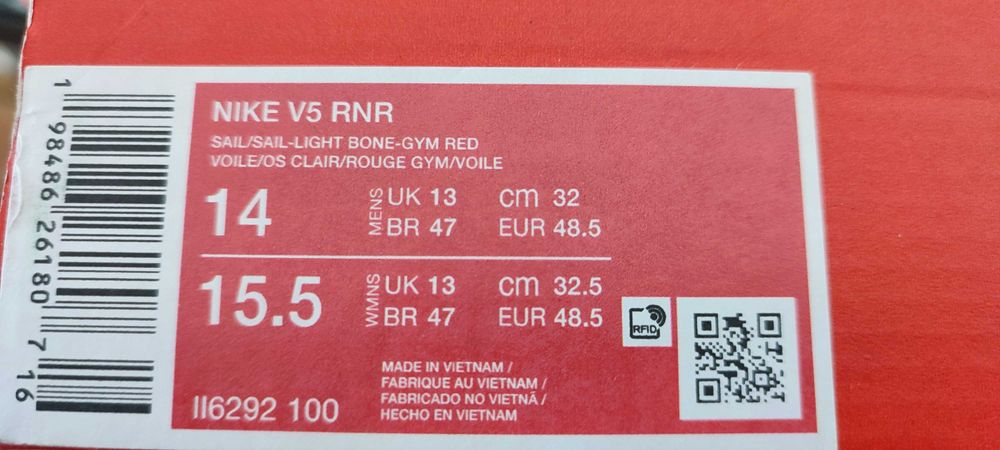 NIKE V5 RNR
SAIL/SAIL-LIGHT BONE-GYM RED
VOILE/OS CLAIR/ROUGE GYM/VOILE
14 MENS UK 13 cm 32
BR 47 EUR 48.5
15.5 WMNS UK 13 cm 32.5
BR 47 EUR 48.5
RFID
MADE IN VIETNAM /
FABRIQUE AU VIETNAM /
FABRICADO NO VIETNÃ /
HECHO EN VIETNAM
II6292 100
1 98486 26180 7 16